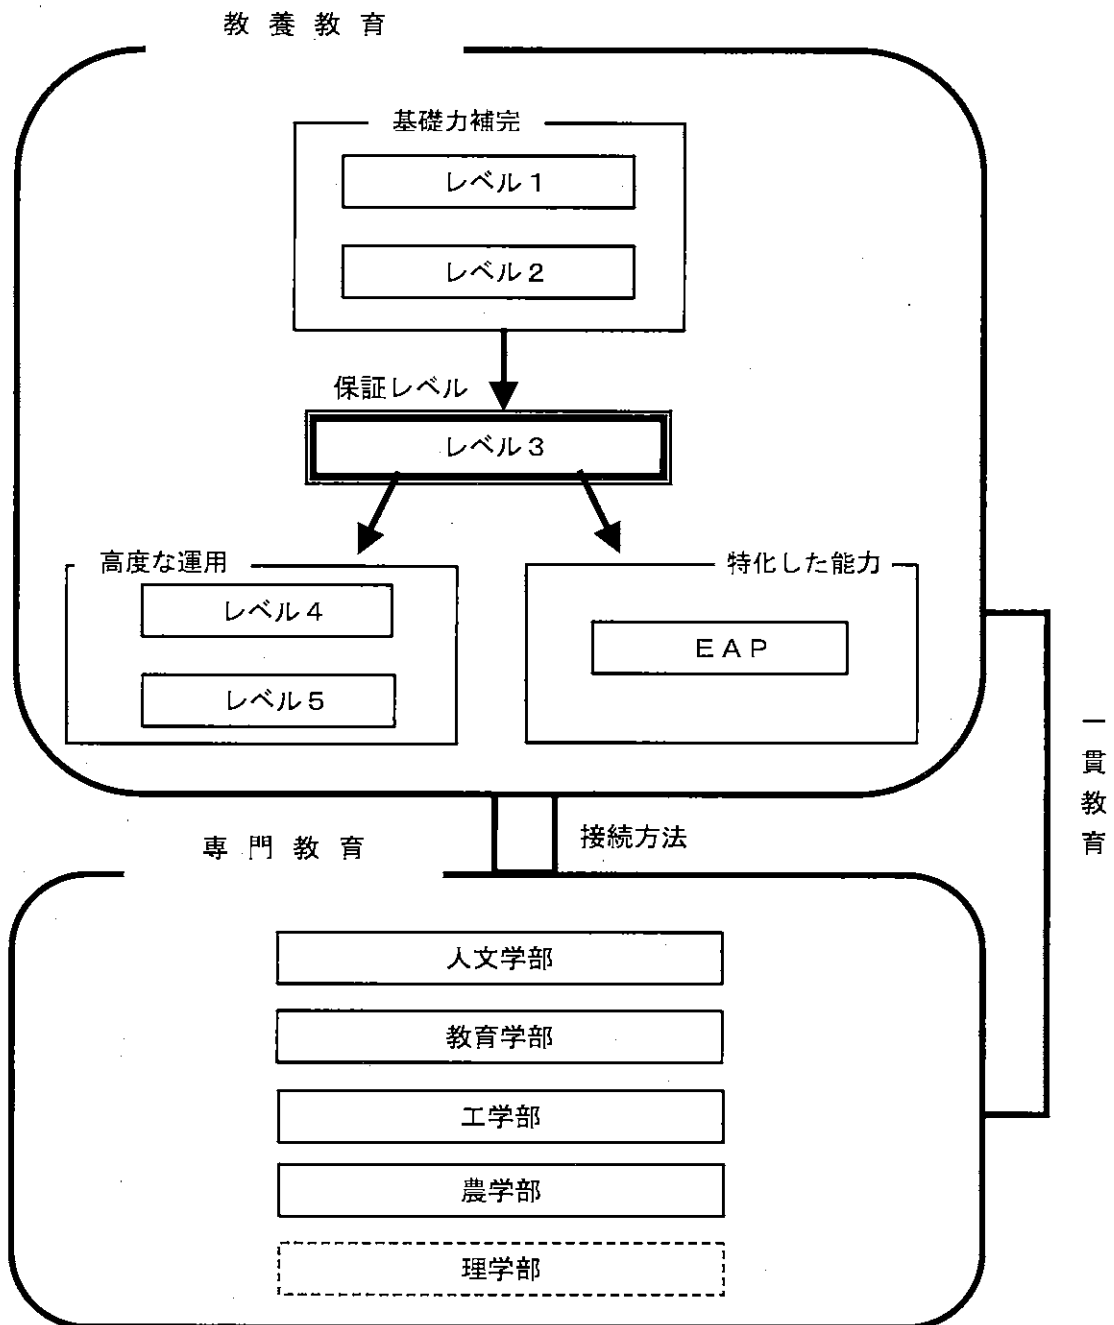 教養教育
基礎力補完
レベル1
レベル2
保証レベル
レベル3
高度な運用
レベル4
レベル5
特化した能力
EAP
一貫教育
接続方法
専門教育
人文学部
教育学部
工学部
農学部
理学部